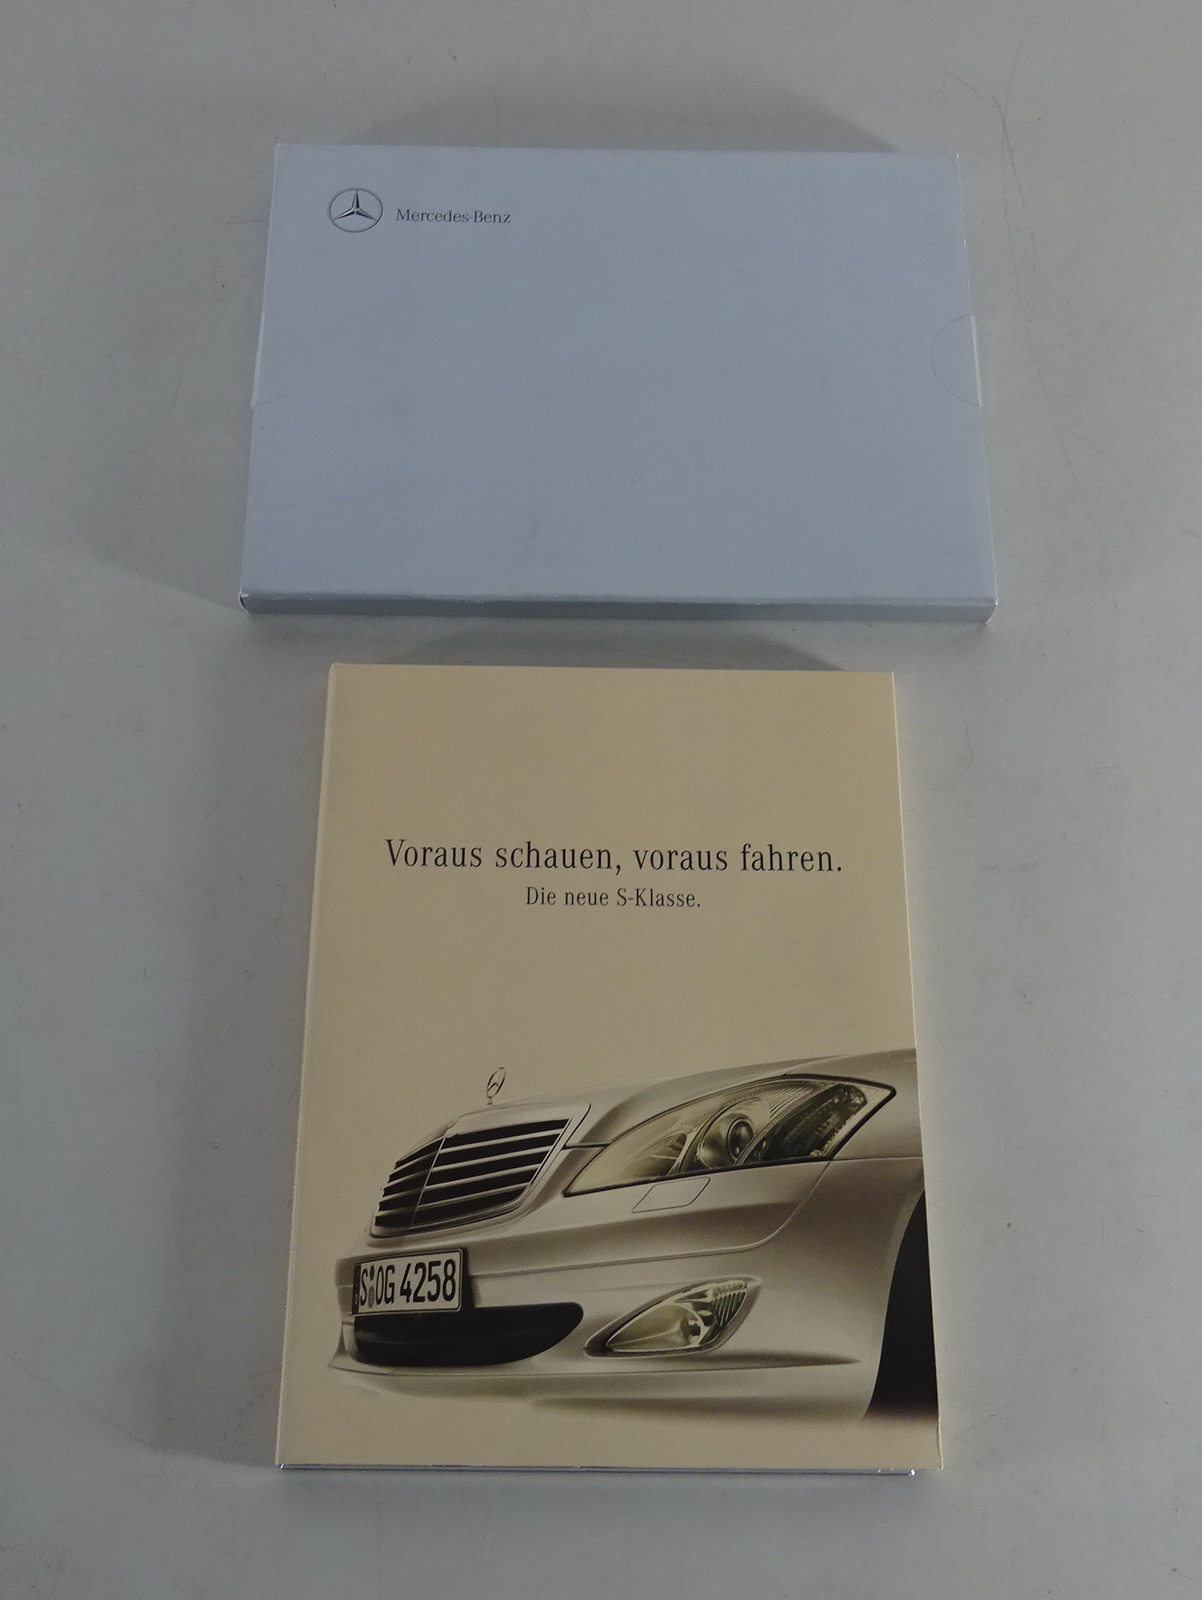 Mercedes-Benz
Voraus schauen, voraus fahren.
Die neue S-Klasse.
S OG 4258